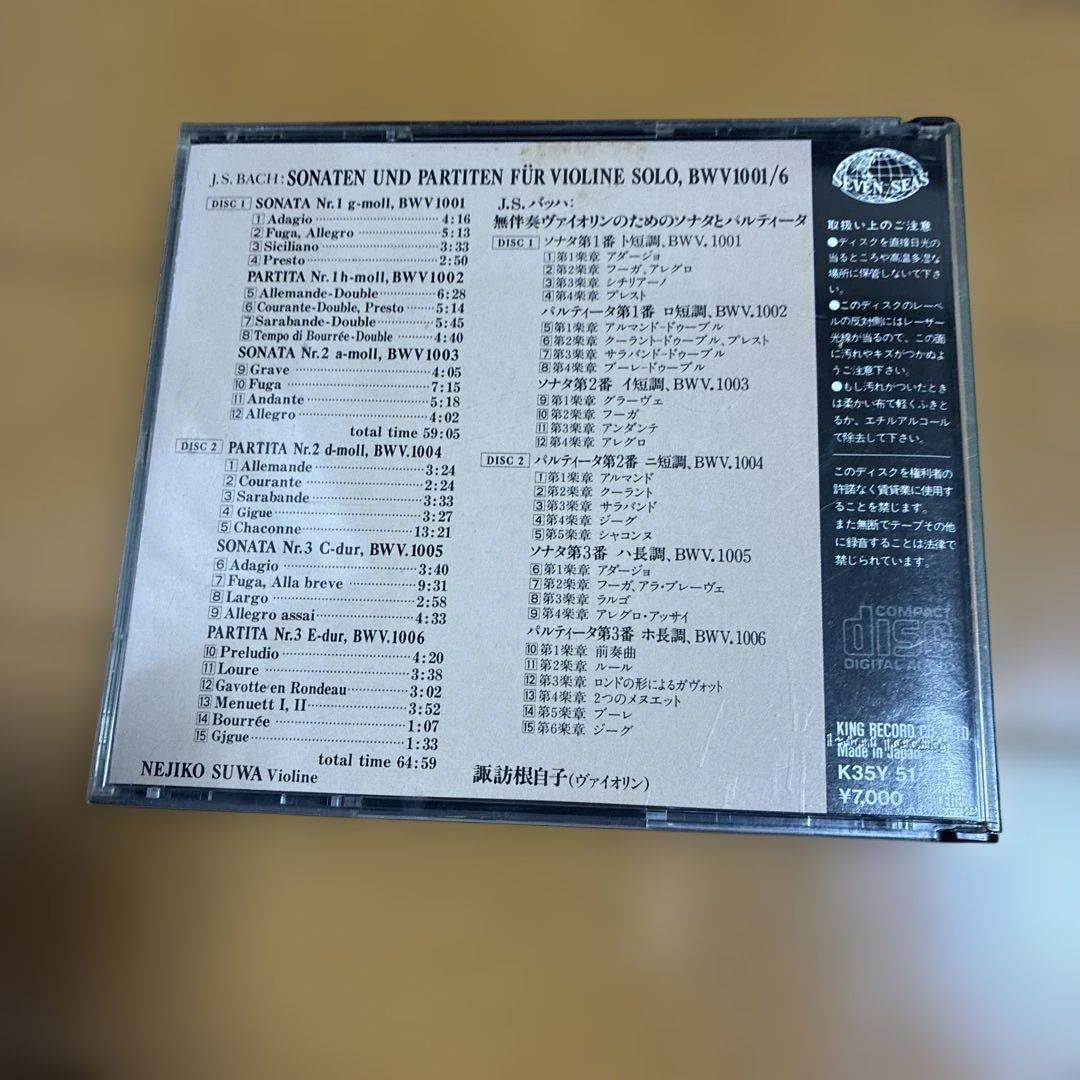 J.S. BACH: SONATEN UND PARTITEN FÜR VIOLINE SOLO, BWV1001/6
DISC 1 SONATA Nr.1 g-moll, BWV1001
1 Adagio 4:16
2 Fuga, Allegro 5:13
3 Siciliano 3:33
4 Presto 2:50
PARTITA Nr.1 h-moll, BWV1002
5 Allemande-Double 6:28
6 Courante-Double, Presto 5:14
7 Sarabande-Double 5:45
8 Tempo di Bourrée-Double 4:40
SONATA Nr.2 a-moll, BWV1003
9 Grave 4:05
10 Fuga 7:15
11 Andante 5:18
12 Allegro 4:02
total time 59:05
DISC 2 PARTITA Nr.2 d-moll, BWV.1004
1 Allemande 3:24
2 Courante 2:24
3 Sarabande 3:33
4 Gigue 3:27
5 Chaconne 13:21
SONATA Nr.3 C-dur, BWV.1005
6 Adagio 3:40
7 Fuga, Alla breve 9:31
8 Largo 2:58
9 Allegro assai 4:33
PARTITA Nr.3 E-dur, BWV.1006
10 Preludio 4:20
11 Loure 3:38
12 Gavotte en Rondeau 3:02
13 Menuett I, II 3:52
14 Bourrée 1:07
15 Gjgue 1:33
total time 64:59
NEJIKO SUWA Violine
J.S.バッハ:
無伴奏ヴァイオリンのためのソナタとパルティータ
DISC 1 ソナタ第1番 ト短調、BWV.1001
1 第1楽章 アダージョ
2 第2楽章 フーガ、アレグロ
3 第3楽章 シチリアーノ
4 第4楽章 プレスト
パルティータ第1番 ロ短調、BWV.1002
5 第1楽章 アルマンド-ドゥーブル
6 第2楽章 クーラント-ドゥーブル、プレスト
7 第3楽章 サラバンド-ドゥーブル
8 第4楽章 ブーレ-ドゥーブル
ソナタ第2番 イ短調、BWV.1003
9 第1楽章 グラーヴェ
10 第2楽章 フーガ
11 第3楽章 アンダンテ
12 第4楽章 アレグロ
DISC 2 パルティータ第2番 ニ短調、BWV.1004
1 第1楽章 アルマンド
2 第2楽章 クーラント
3 第3楽章 サラバンド
4 第4楽章 ジーグ
5 第5楽章 シャコンヌ
ソナタ第3番 ハ長調、BWV.1005
6 第1楽章 アダージョ
7 第2楽章 フーガ、アラ・ブレーヴェ
8 第3楽章 ラルゴ
9 第4楽章 アレグロ・アッサイ
パルティータ第3番 ホ長調、BWV.1006
10 第1楽章 前奏曲
11 第2楽章 ルール
12 第3楽章 ロンドの形によるガヴォット
13 第4楽章 2つのメヌエット
14 第5楽章 ブーレ
15 第6楽章 ジーグ
諏訪根自子(ヴァイオリン)
SEVEN SEAS
取扱い上のご注意
●ディスクを直接日光の
当るところや高温多湿な
場所に保管しないて下さ
い。
●このディスクのレーベ
ルの反対側にはレーザー
光線が当るので、この面
に汚れやキズがつかぬよ
うご注意下さい。
●もし汚れがついたとき
は柔かい布で軽くふきと
るか、エチルアルコール
で除去して下さい。
このディスクを権利者の
許諾なく賃貸業に使用す
ることを禁じます。
また無断でテープその他
に録音することは法律で
禁じられています。
COMPACT
disc
DIGITAL
KING RECORD
Made in Japan
K35Y 51
¥7,000